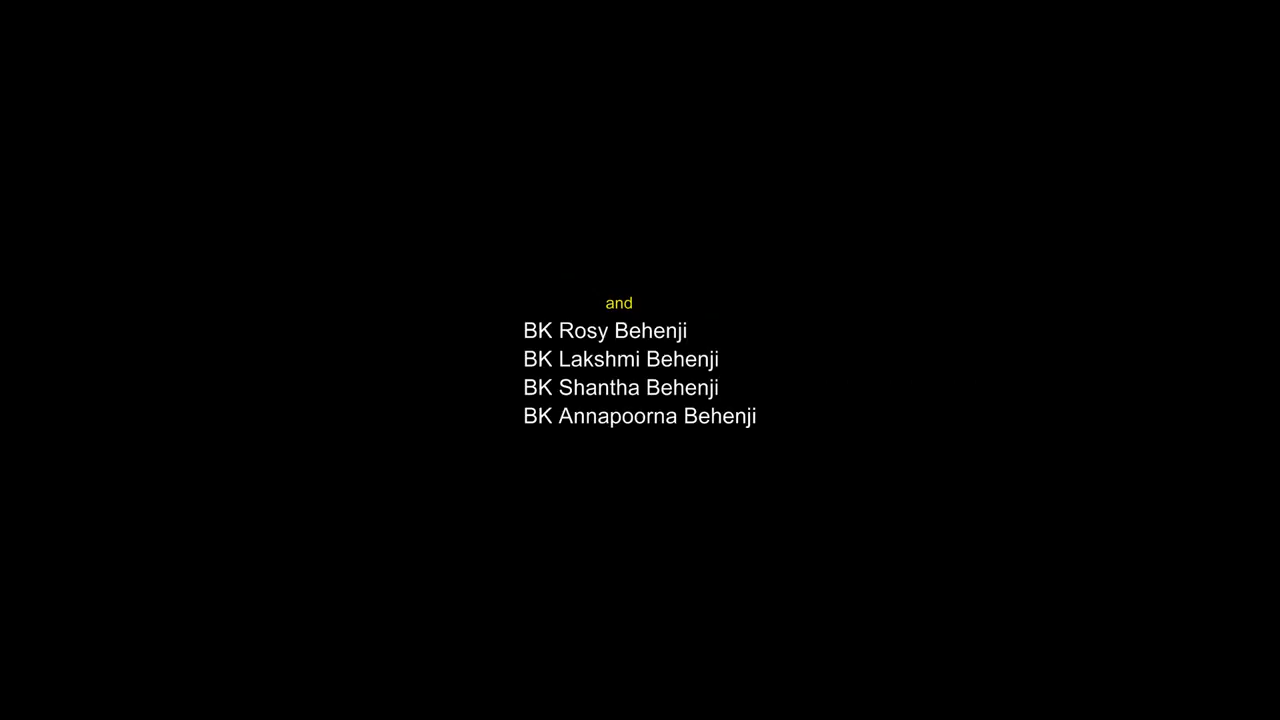 and
BK Rosy Behenji
BK Lakshmi Behenji
BK Shantha Behenji
BK Annapoorna Behenji